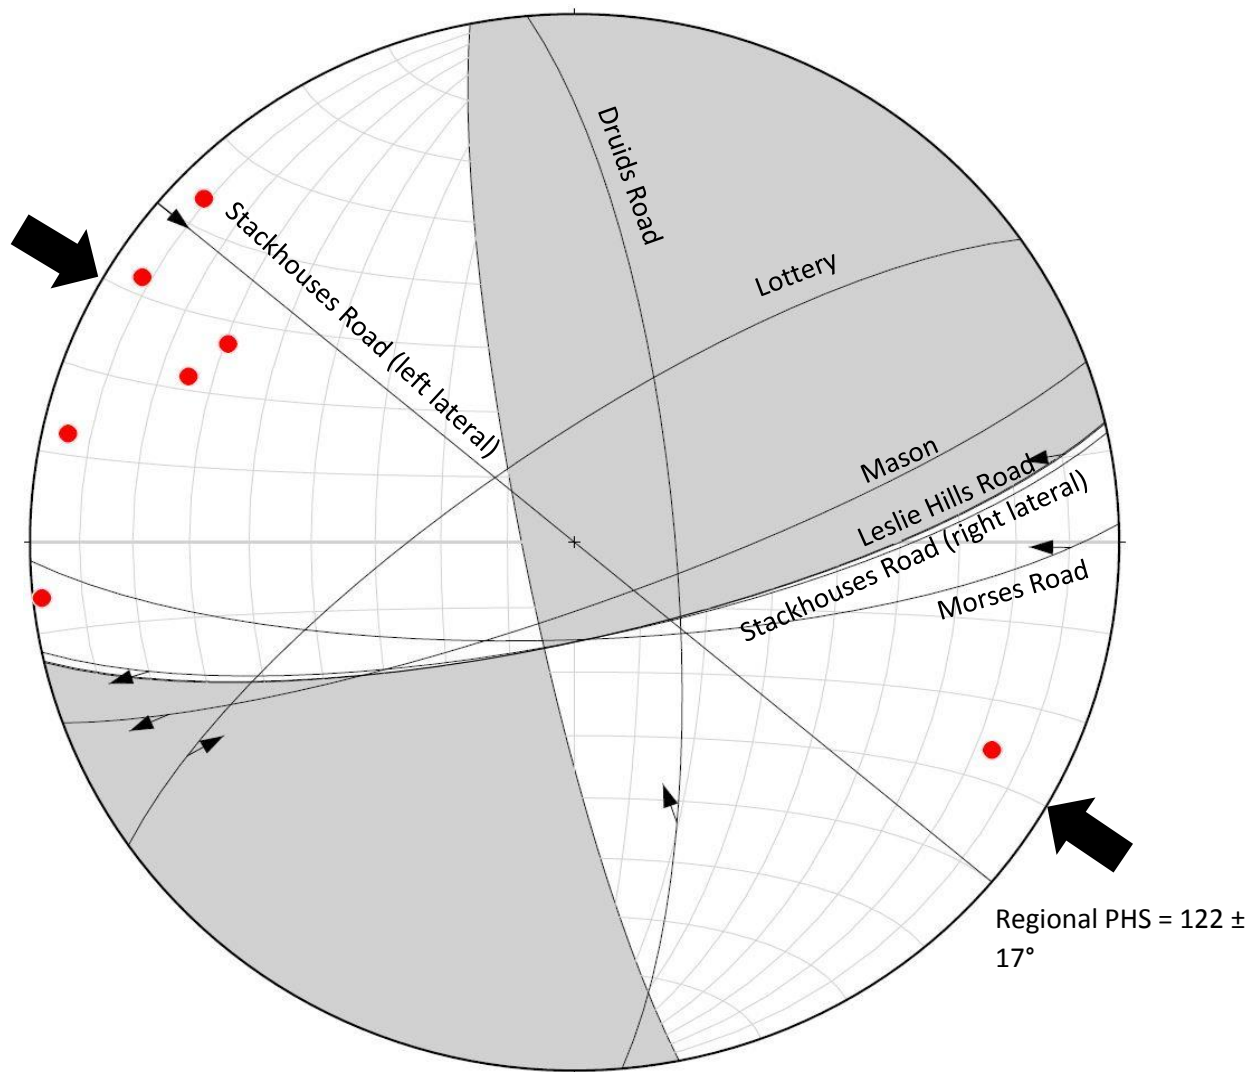 Druids Road
Stackhouses Road (left lateral)
Lottery
Mason
Leslie Hills Road
Stackhouses Road (right lateral)
Morses Road
Regional PHS = 122 ±
17°